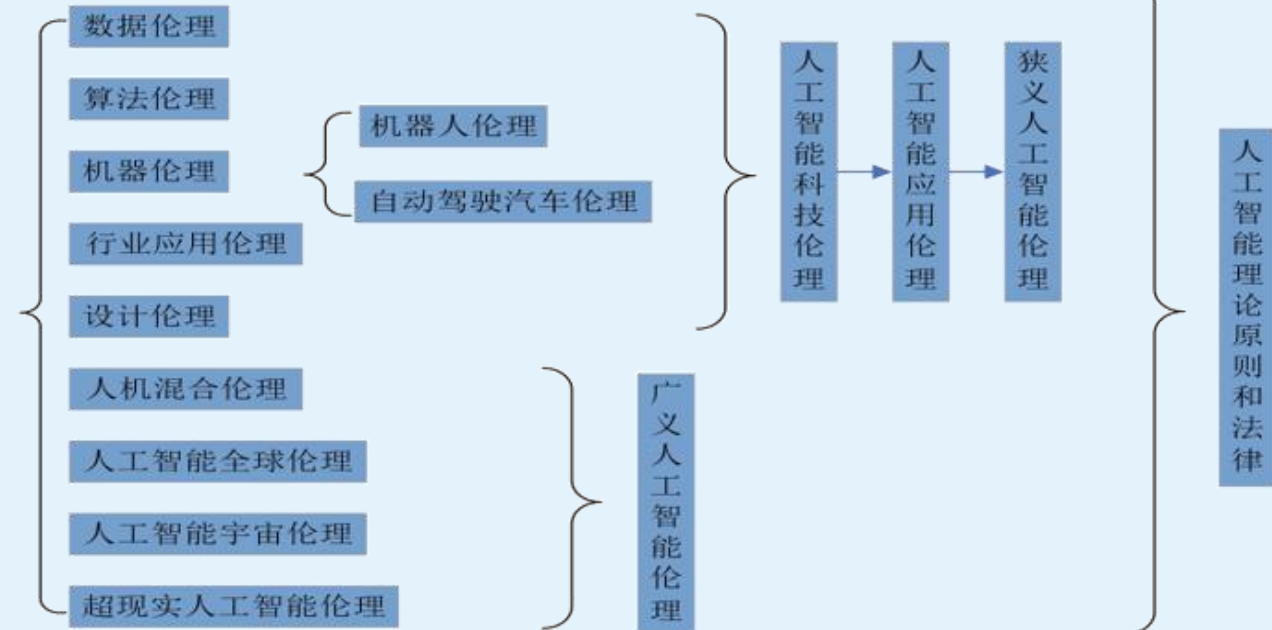 数据伦理
算法伦理
机器伦理
机器人伦理
自动驾驶汽车伦理
行业应用伦理
设计伦理
人机混合伦理
人工智能全球伦理
人工智能宇宙伦理
超现实人工智能伦理
人工智能科技伦理
人工智能应用伦理
狭义人工智能伦理
广义人工智能伦理
人工智能理论原则和法律